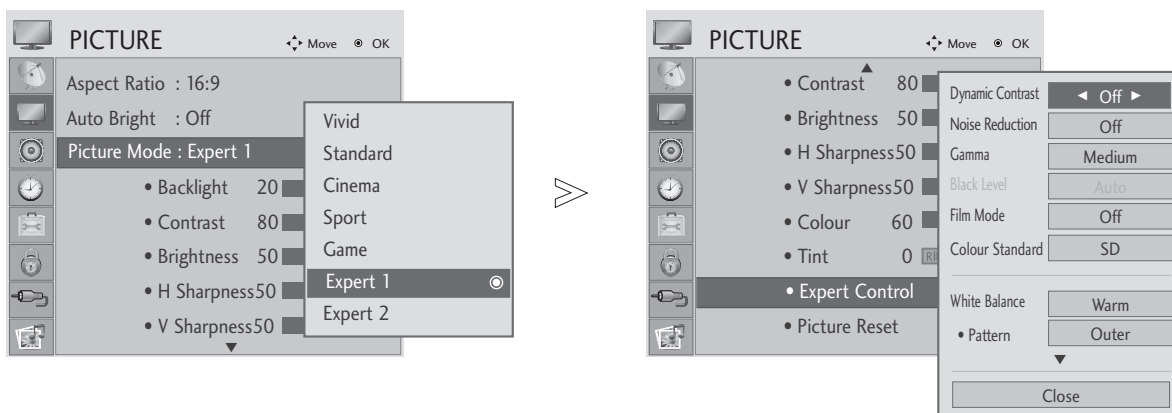 PICTURE
Move OK
Aspect Ratio : 16:9
Auto Bright : Off
Picture Mode : Expert 1
• Backlight 20
• Contrast 80
• Brightness 50
• H Sharpness50
• V Sharpness50
Vivid
Standard
Cinema
Sport
Game
Expert 1
Expert 2
PICTURE
Move OK
• Contrast 80
• Brightness 50
• H Sharpness50
• V Sharpness50
• Colour 60
• Tint 0
• Expert Control
• Picture Reset
Dynamic Contrast Off
Noise Reduction Off
Gamma Medium
Black Level Auto
Film Mode Off
Colour Standard SD
White Balance Warm
• Pattern Outer
Close